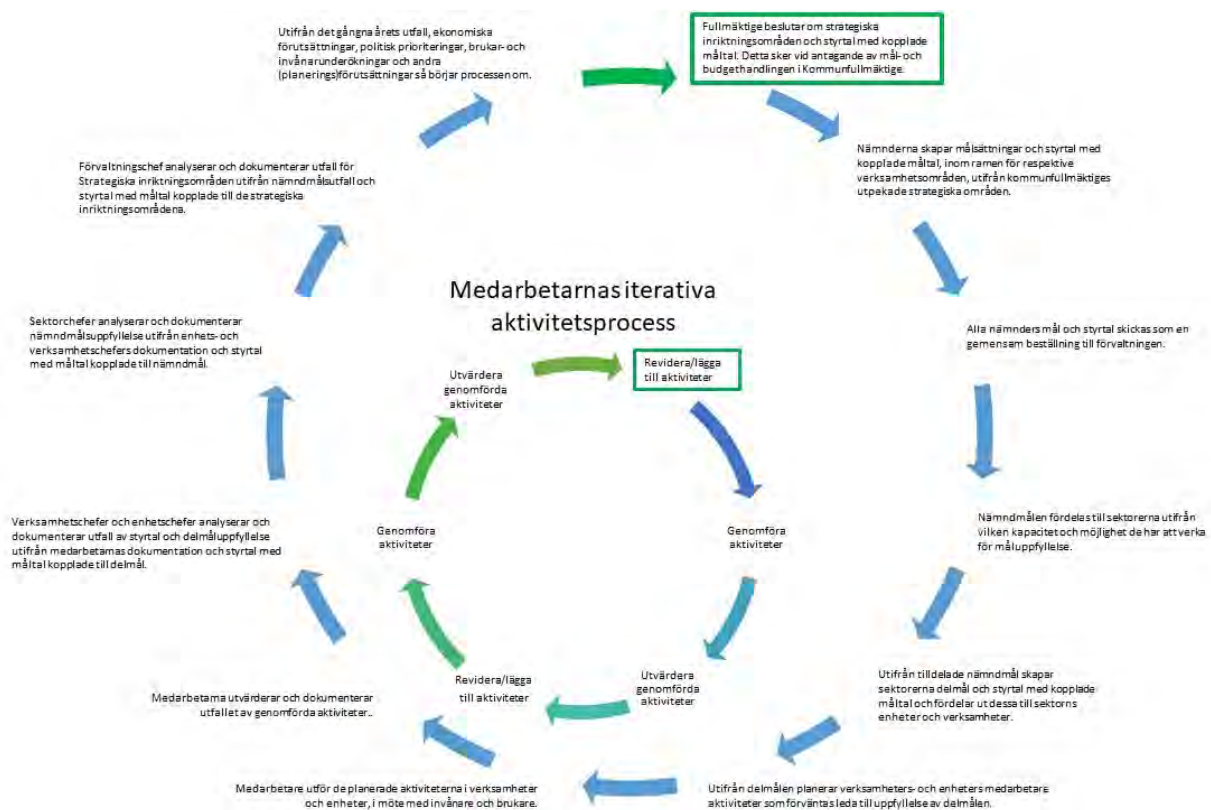 Utifrån det gångna årets utfall, ekonomiska
förutsättningar, politisk prioriteringar, brukar- och
invånarunderökningar och andra
(planerings)förutsättningar så börjar processen om.
Fullmäktige beslutar om strategiska
inriktningsområden och styrtal med kopplade
måltal. Detta sker vid antagande av mål- och
budgethandlingen i Kommunfullmäktige.
Nämnderna skapar målsättningar och styrtal med
kopplade måltal, inom ramen för respektive
verksamhetsområden, utifrån kommunfullmäktiges
utpekade strategiska områden.
Alla nämnders mål och styrtal skickas som en
gemensam beställning till förvaltningen.
Nämndmålen fördelas till sektorerna utifrån
vilken kapacitet och möjlighet de har att verka
för måluppfyllelse.
Utifrån tilldelade nämndmål skapar
sektorerna delmål och styrtal med kopplade
måltal och fördelar ut dessa till sektorns
enheter och verksamheter.
Utifrån delmålen planerar verksamheters- och enheters medarbetare
aktiviteter som förväntas leda till uppfyllelse av delmålen.
Medarbetare utför de planerade aktiviteterna i verksamheter
och enheter, i möte med invånare och brukare.
Medarbetarna utvärderar och dokumenterar
utfallet av genomförda aktiviteter..
Verksamhetschefer och enhetschefer analyserar och
dokumenterar utfall av styrtal och delmåluppfyllelse
utifrån medarbetarnas dokumentation och styrtal med
måltal kopplade till delmål.
Sektorchefer analyserar och dokumenterar
nämndmålsuppfyllelse utifrån enhets- och
verksamhetschefers dokumentation och styrtal
med måltal kopplade till nämndmål.
Förvaltningschef analyserar och dokumenterar utfall för
Strategiska inriktningsområden utifrån nämndmålsutfall och
styrtal med måltal kopplade till de strategiska
inriktningsområdena.
Medarbetarnas iterativa
aktivitetsprocess
Revidera/lägga
till aktiviteter
Genomföra
aktiviteter
Utvärdera
genomförda
aktiviteter
Revidera/lägga
till aktiviteter
Genomföra
aktiviteter
Utvärdera
genomförda
aktiviteter